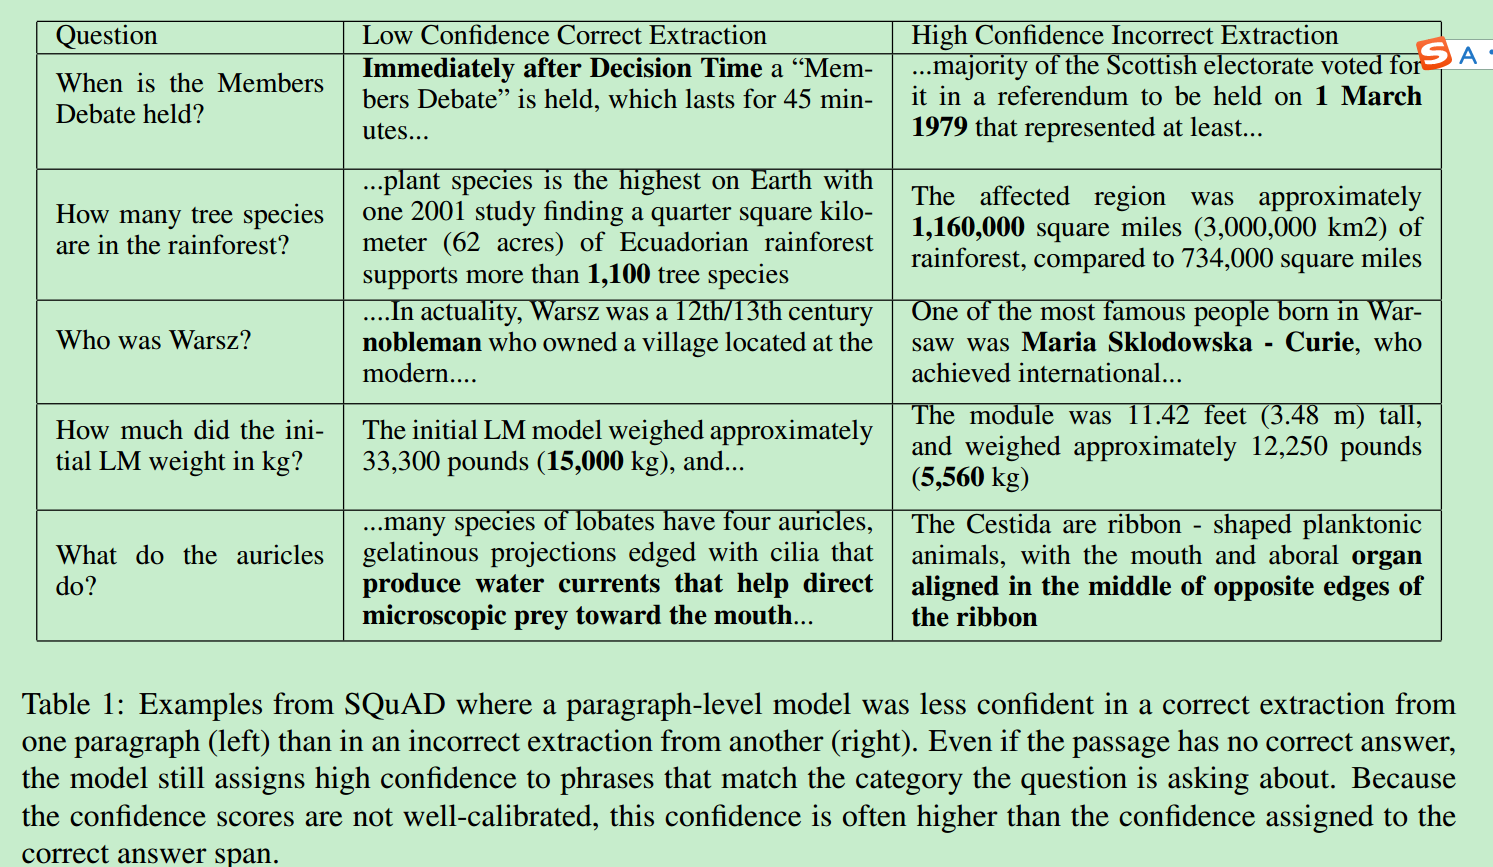 Question Low Confidence Correct Extraction High Confidence Incorrect Extraction
When is the Members
Debate held?
Immediately after Decision Time a “Mem-
bers Debate” is held, which lasts for 45 min-
utes...
...majority of the Scottish electorate voted for
it in a referendum to be held on 1 March
1979 that represented at least...
How many tree species
are in the rainforest?
...plant species is the highest on Earth with
one 2001 study finding a quarter square kilo-
meter (62 acres) of Ecuadorian rainforest
supports more than 1,100 tree species
The affected region was approximately
1,160,000 square miles (3,000,000 km2) of
rainforest, compared to 734,000 square miles
Who was Warsz?
....In actuality, Warsz was a 12th/13th century
nobleman who owned a village located at the
modern....
One of the most famous people born in War-
saw was Maria Sklodowska - Curie, who
achieved international...
How much did the ini-
tial LM weight in kg?
The initial LM model weighed approximately
33,300 pounds (15,000 kg), and...
The module was 11.42 feet (3.48 m) tall,
and weighed approximately 12,250 pounds
(5,560 kg)
What do the auricles
do?
...many species of lobates have four auricles,
gelatinous projections edged with cilia that
produce water currents that help direct
microscopic prey toward the mouth...
The Cestida are ribbon - shaped planktonic
animals, with the mouth and aboral organ
aligned in the middle of opposite edges of
the ribbon
Table 1: Examples from SQuAD where a paragraph-level model was less confident in a correct extraction from
one paragraph (left) than in an incorrect extraction from another (right). Even if the passage has no correct answer,
the model still assigns high confidence to phrases that match the category the question is asking about. Because
the confidence scores are not well-calibrated, this confidence is often higher than the confidence assigned to the
correct answer span.
S A